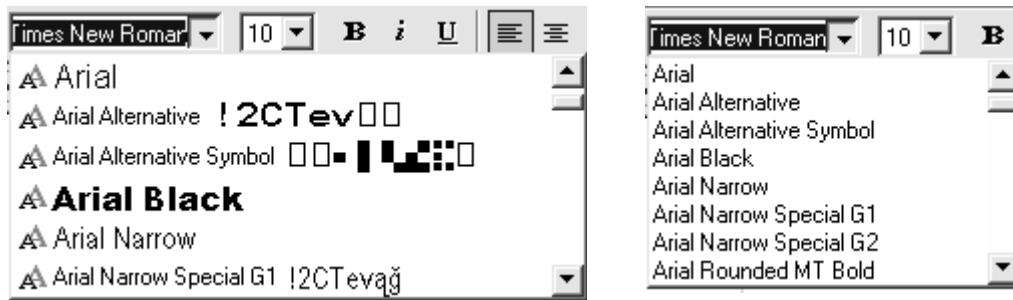 Times New Roman 10 B i U
Arial
Arial Alternative !2CTev
Arial Alternative Symbol
Arial Black
Arial Narrow
Arial Narrow Special G1 !2CTevąğ
Times New Roman 10 B
Arial
Arial Alternative
Arial Alternative Symbol
Arial Black
Arial Narrow
Arial Narrow Special G1
Arial Narrow Special G2
Arial Rounded MT Bold